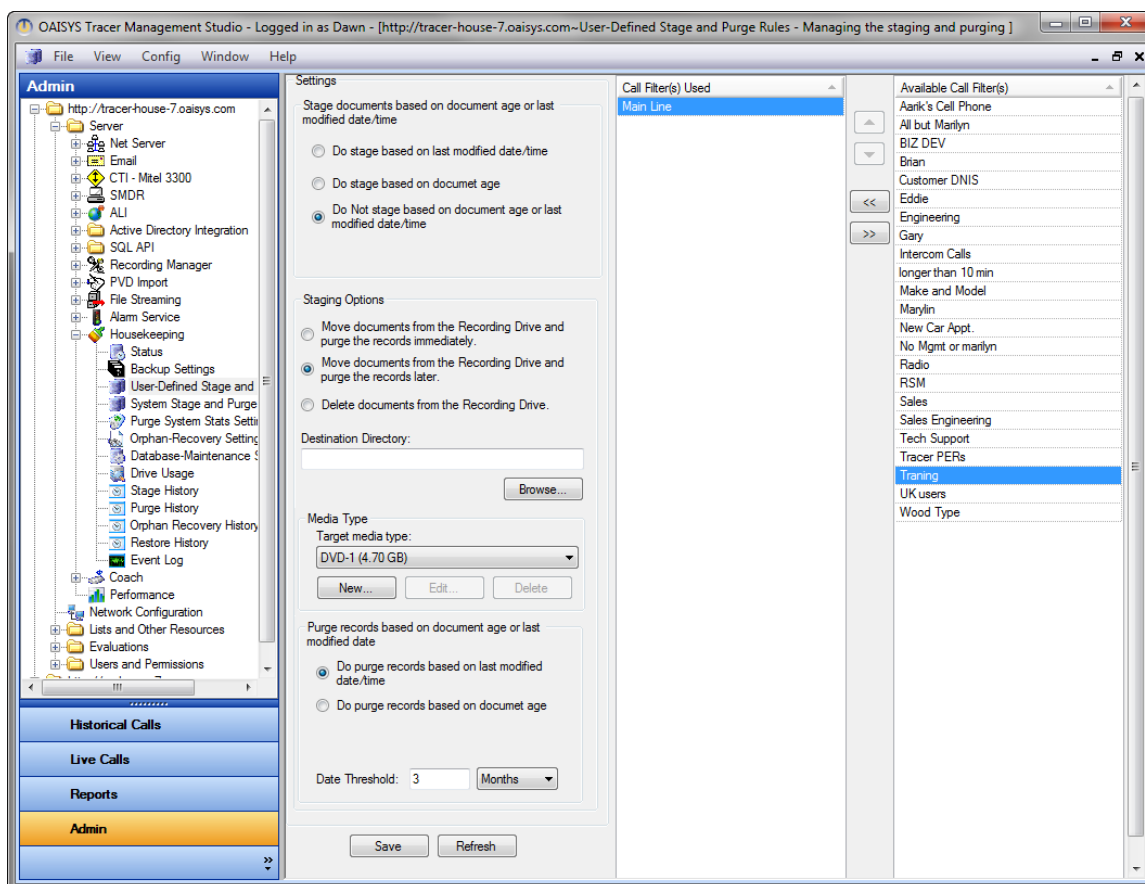 OAISYS Tracer Management Studio - Logged in as Dawn - [http://tracer-house-7.oaisys.com~User-Defined Stage and Purge Rules - Managing the staging and purging ]
File View Config Window Help
Admin
http://tracer-house-7.oaisys.com
Server
Net Server
Email
CTI - Mitel 3300
SMDR
ALI
Active Directory Integration
SQL API
Recording Manager
PVD Import
File Streaming
Alarm Service
Housekeeping
Status
Backup Settings
User-Defined Stage and
System Stage and Purge
Purge System Stats Settin
Orphan-Recovery Setting
Database-Maintenance S
Drive Usage
Stage History
Purge History
Orphan Recovery History
Restore History
Event Log
Coach
Performance
Network Configuration
Lists and Other Resources
Evaluations
Users and Permissions
Historical Calls
Live Calls
Reports
Admin
Settings
Stage documents based on document age or last
modified date/time
Do stage based on last modified date/time
Do stage based on documet age
Do Not stage based on document age or last
modified date/time
Staging Options
Move documents from the Recording Drive and
purge the records immediately.
Move documents from the Recording Drive and
purge the records later.
Delete documents from the Recording Drive.
Destination Directory:
Browse...
Media Type
Target media type:
DVD-1 (4.70 GB)
New... Edit... Delete
Purge records based on document age or last
modified date
Do purge records based on last modified
date/time
Do purge records based on documet age
Date Threshold: 3 Months
Save Refresh
Call Filter(s) Used
Main Line
<<
>>
Available Call Filter(s)
Aarik's Cell Phone
All but Marilyn
BIZ DEV
Brian
Customer DNIS
Eddie
Engineering
Gary
Intercom Calls
longer than 10 min
Make and Model
Marylin
New Car Appt.
No Mgmt or marilyn
Radio
RSM
Sales
Sales Engineering
Tech Support
Tracer PERs
Traning
UK users
Wood Type